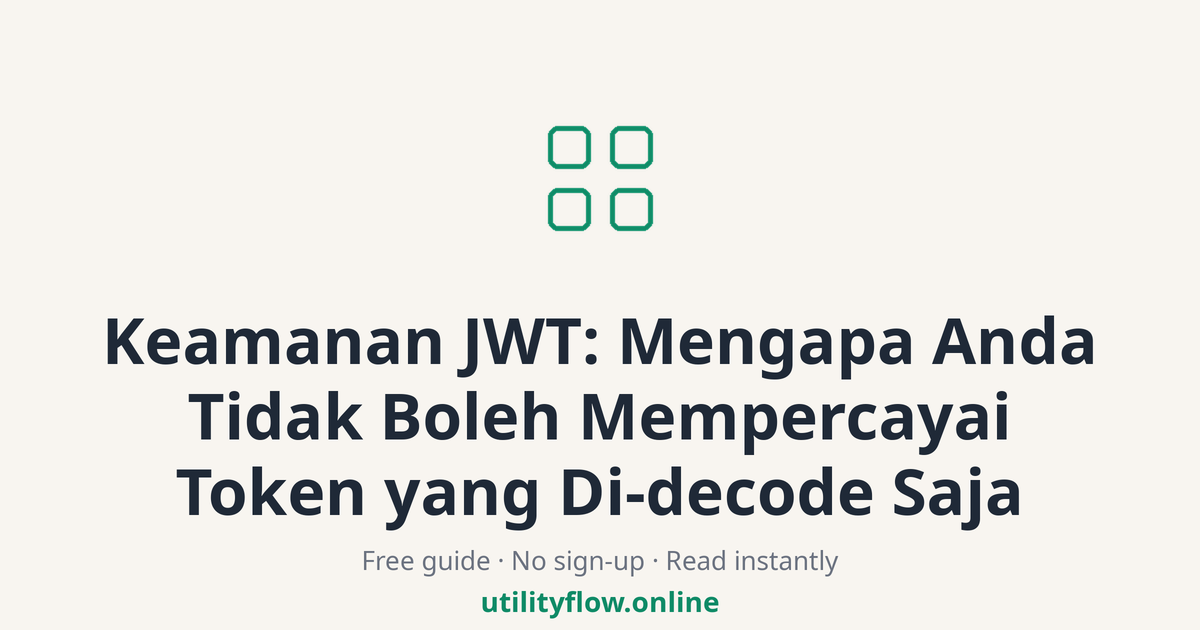 Keamanan JWT: Mengapa Anda
Tidak Boleh Mempercayai
Token yang Di-decode Saja
Free guide · No sign-up · Read instantly
utilityflow.online